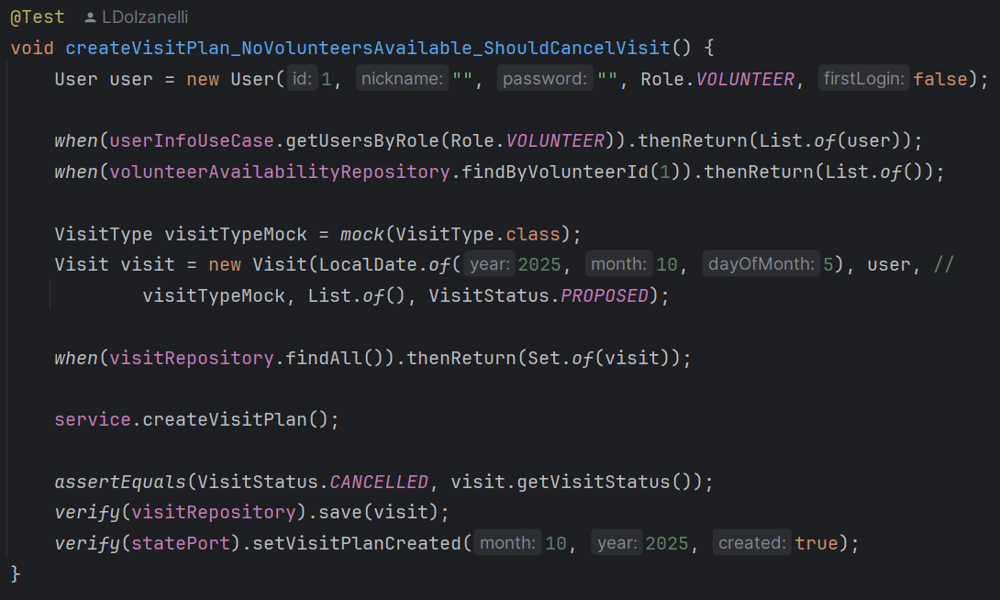 @Test LDolzanelli
void createVisitPlan_NoVolunteersAvailable_ShouldCancelVisit() {
User user = new User( id: 1, nickname: "", password: "", Role.VOLUNTEER, firstLogin: false);
when(userInfoUseCase.getUsersByRole(Role.VOLUNTEER)).thenReturn(List.of(user));
when(volunteerAvailabilityRepository.findByVolunteerId(1)).thenReturn(List.of());
VisitType visitTypeMock = mock(VisitType.class);
Visit visit = new Visit(LocalDate.of( year: 2025, month: 10, dayOfMonth: 5), user, //
visitTypeMock, List.of(), VisitStatus.PROPOSED);
when(visitRepository.findAll()).thenReturn(Set.of(visit));
service.createVisitPlan();
assertEquals(VisitStatus.CANCELLED, visit.getVisitStatus());
verify(visitRepository).save(visit);
verify(statePort).setVisitPlanCreated( month: 10, year: 2025, created: true);
}